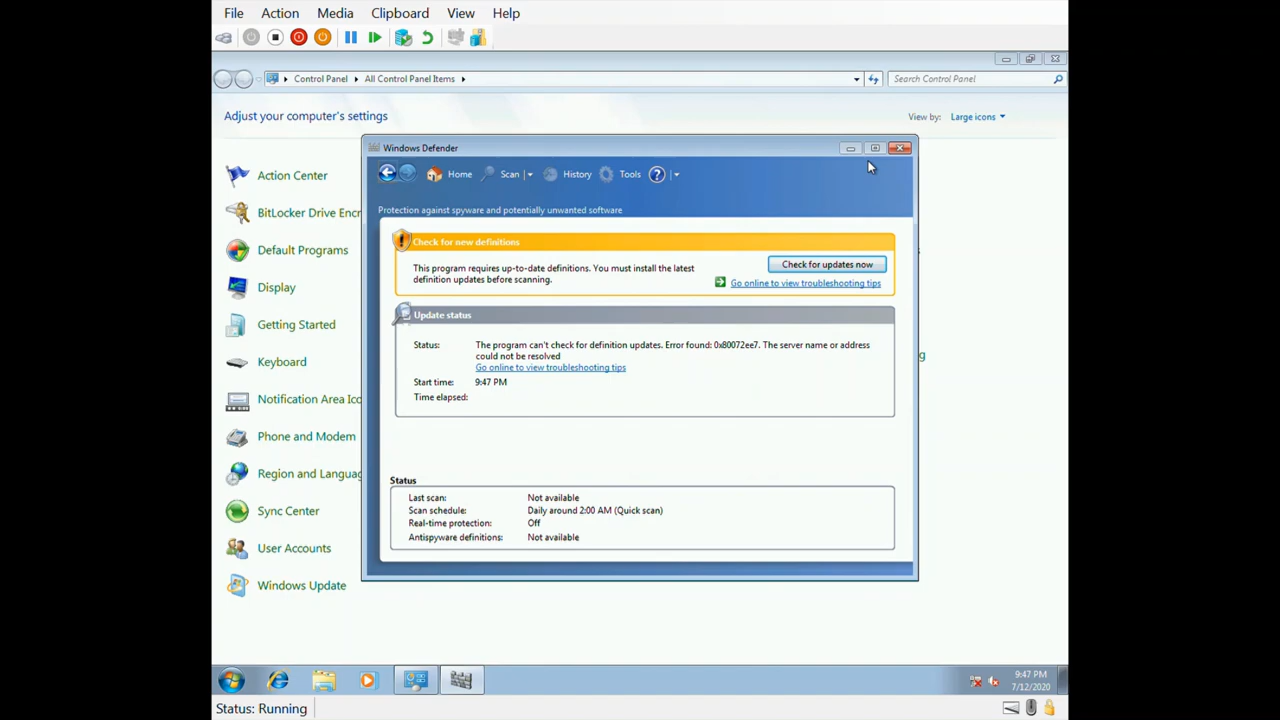 File Action Media Clipboard View Help
Control Panel All Control Panel Items Search Control Panel
Adjust your computer's settings
View by: Large icons
Action Center
BitLocker Drive Encr
Default Programs
Display
Getting Started
Keyboard
Notification Area Ico
Phone and Modem
Region and Languag
Sync Center
User Accounts
Windows Update
Windows Defender
Home Scan History Tools ?
Protection against spyware and potentially unwanted software
Check for new definitions
This program requires up-to-date definitions. You must install the latest
definition updates before scanning.
Check for updates now
Go online to view troubleshooting tips
Update status
Status: The program can't check for definition updates. Error found: 0x80072ee7. The server name or address
could not be resolved
Go online to view troubleshooting tips
Start time: 9:47 PM
Time elapsed:
Status
Last scan: Not available
Scan schedule: Daily around 2:00 AM (Quick scan)
Real-time protection: Off
Antispyware definitions: Not available
9:47 PM
7/12/2020
Status: Running